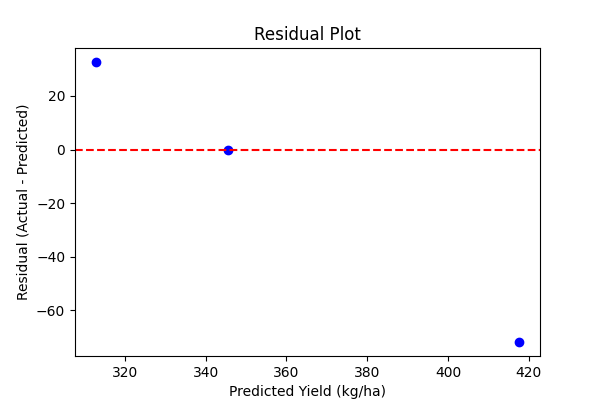 Residual Plot
Residual (Actual - Predicted)
20
0
−20
−40
−60
320 340 360 380 400 420
Predicted Yield (kg/ha)